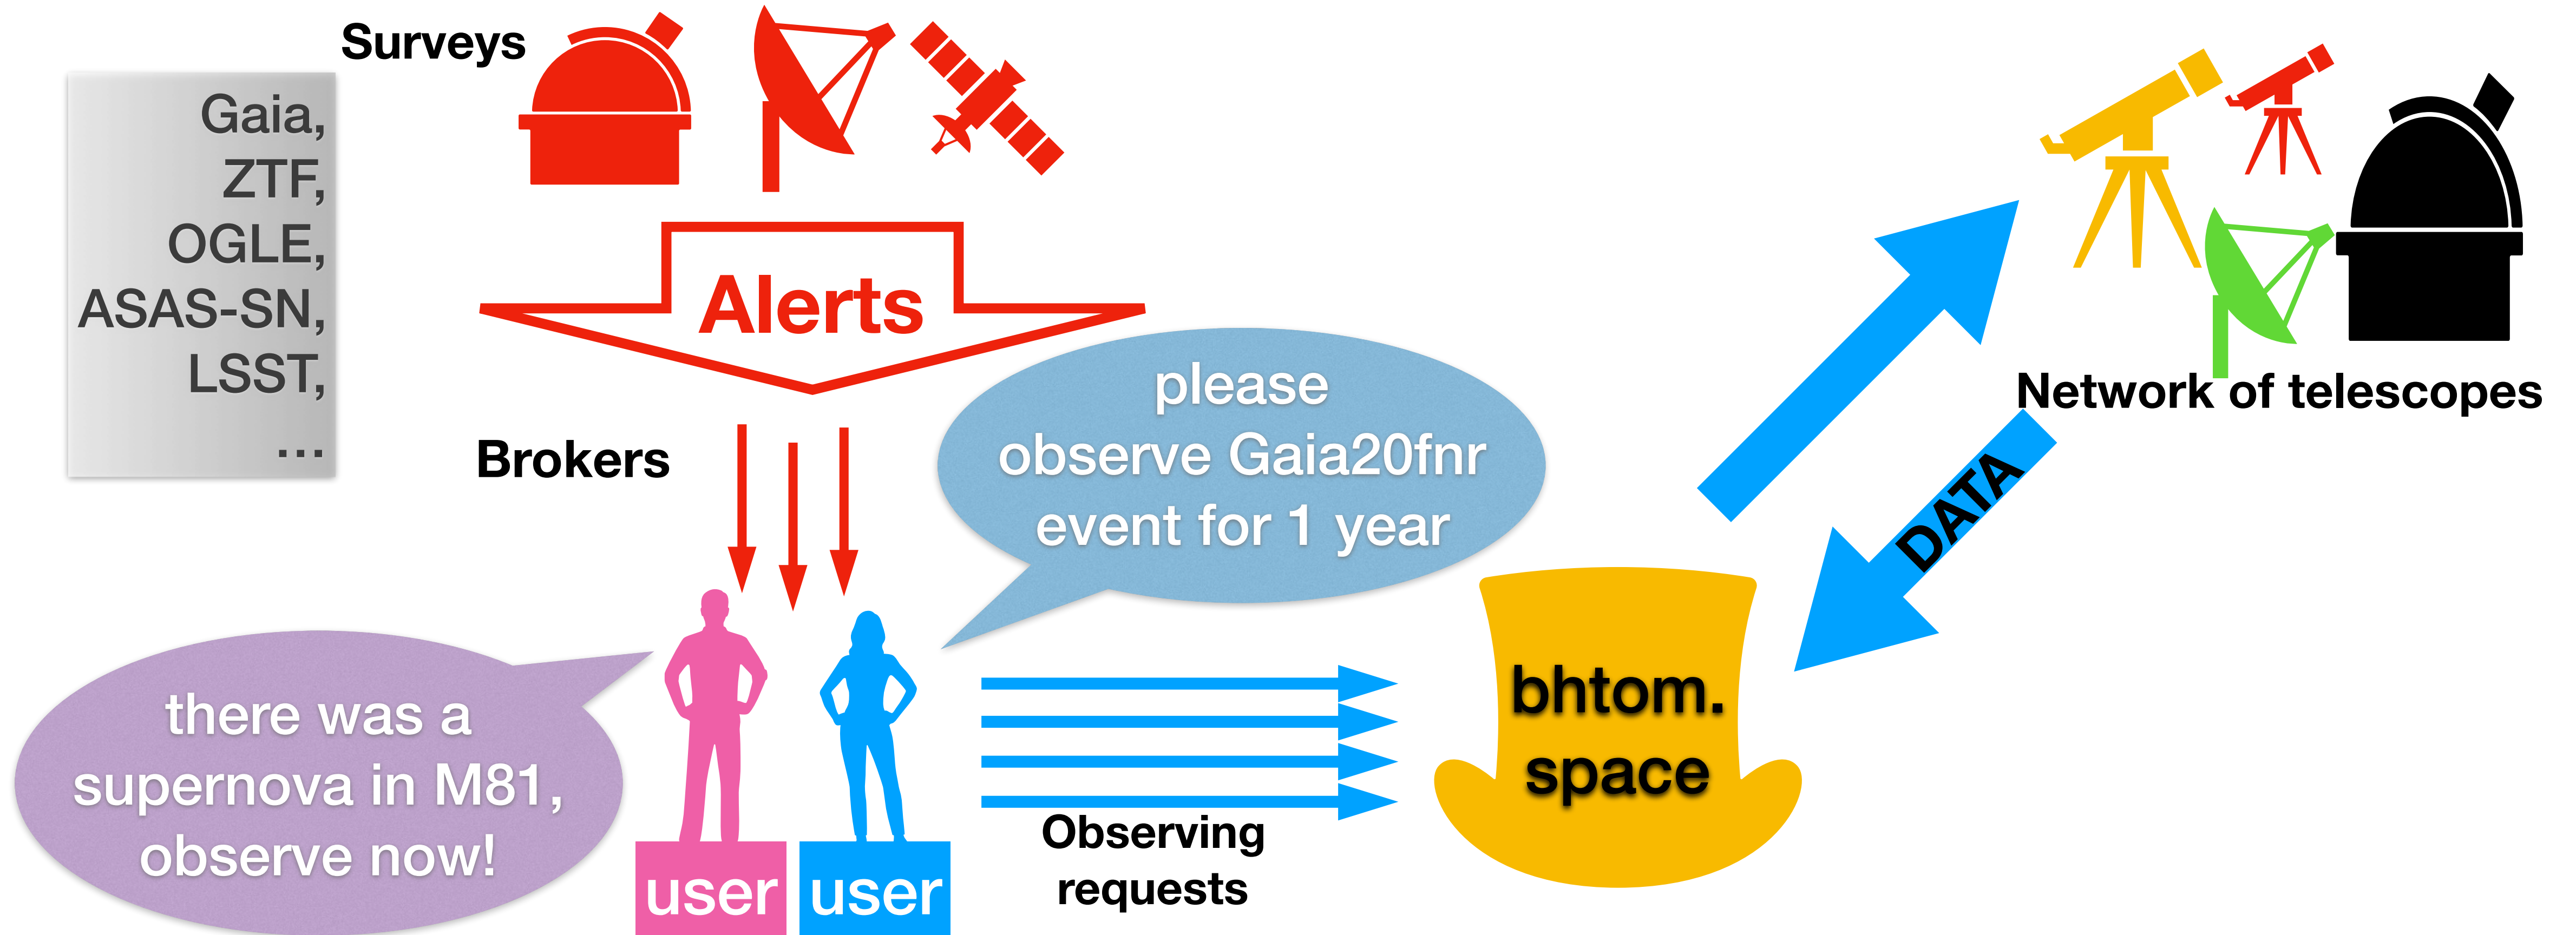 Surveys
Gaia,
ZTF,
OGLE,
ASAS-SN,
LSST,
...
Alerts
Brokers
please
observe Gaia20fnr
event for 1 year
there was a
supernova in M81,
observe now!
user
user
Observing
requests
bhtom.
space
Network of telescopes
DATA